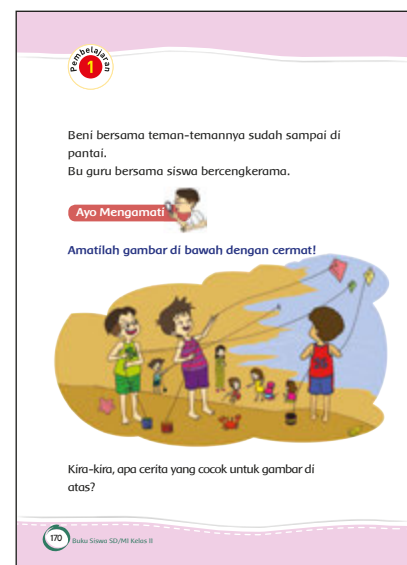 Pembelajaran
1
Beni bersama teman-temannya sudah sampai di
pantai.
Bu guru bersama siswa bercengkerama.
Ayo Mengamati
Amatilah gambar di bawah dengan cermat!
Kira-kira, apa cerita yang cocok untuk gambar di
atas?
170 Buku Siswa SD/MI Kelas II